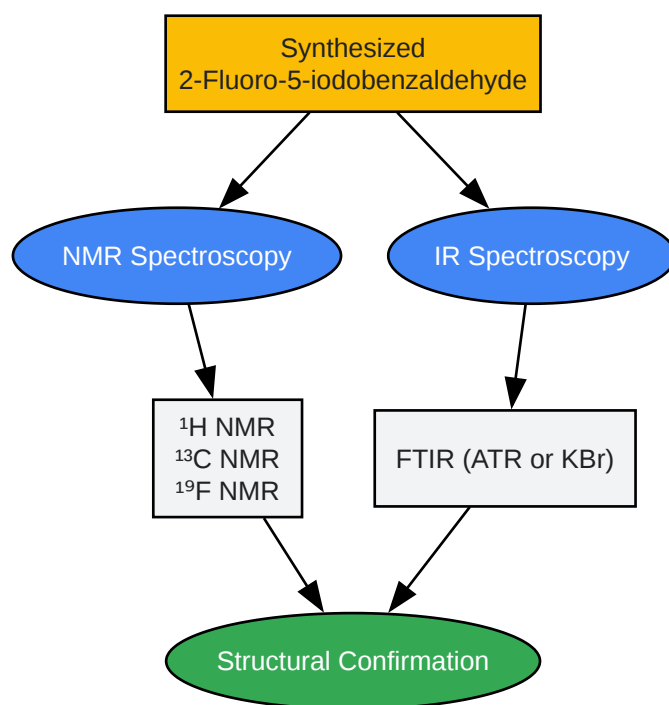 Synthesized
2-Fluoro-5-iodobenzaldehyde
NMR Spectroscopy
IR Spectroscopy
¹H NMR
¹³C NMR
¹⁹F NMR
FTIR (ATR or KBr)
Structural Confirmation